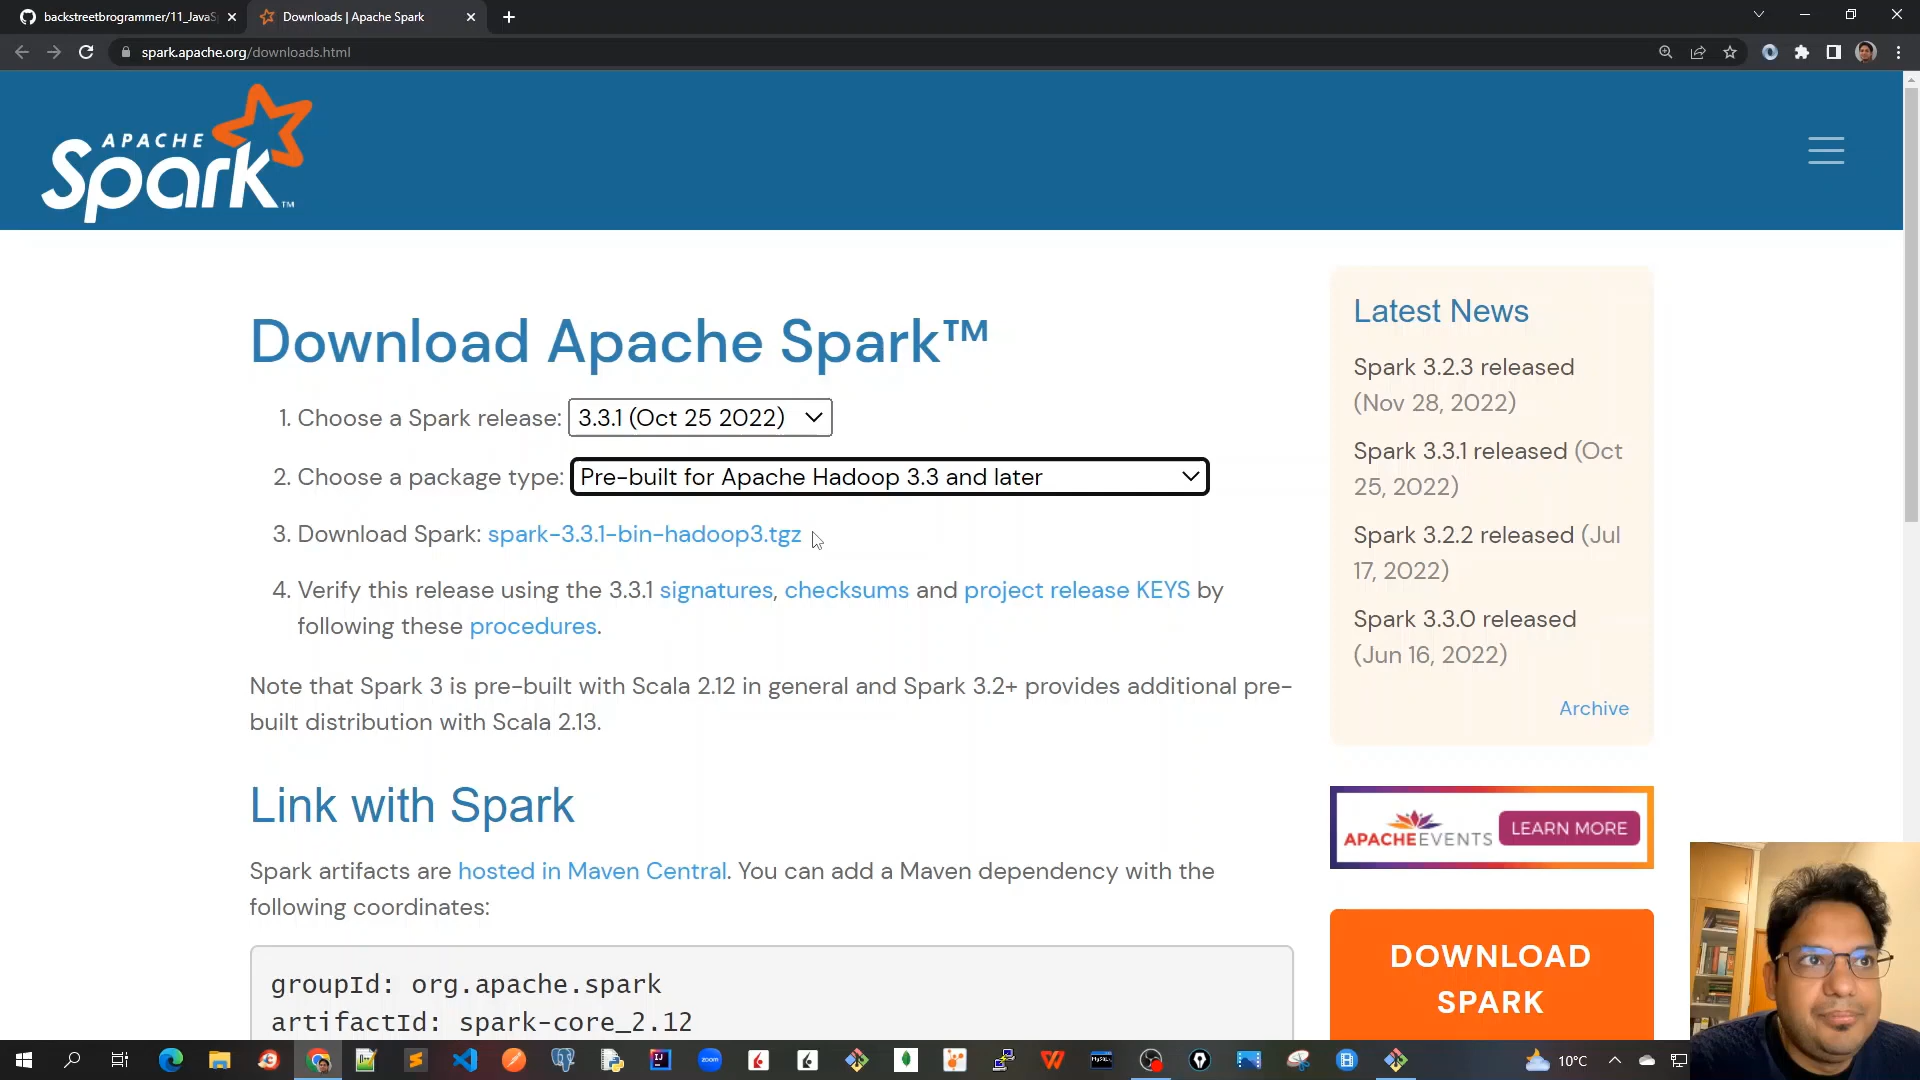 backstreetbrogrammer/11_JavaS
Downloads | Apache Spark
spark.apache.org/downloads.html
APACHE
Spark™
Download Apache Spark™
1. Choose a Spark release: 3.3.1 (Oct 25 2022)
2. Choose a package type: Pre-built for Apache Hadoop 3.3 and later
3. Download Spark: spark-3.3.1-bin-hadoop3.tgz
4. Verify this release using the 3.3.1 signatures, checksums and project release KEYS by
following these procedures.
Note that Spark 3 is pre-built with Scala 2.12 in general and Spark 3.2+ provides additional pre-
built distribution with Scala 2.13.
Link with Spark
Spark artifacts are hosted in Maven Central. You can add a Maven dependency with the
following coordinates:
groupId: org.apache.spark
artifactId: spark-core_2.12
Latest News
Spark 3.2.3 released
(Nov 28, 2022)
Spark 3.3.1 released (Oct
25, 2022)
Spark 3.2.2 released (Jul
17, 2022)
Spark 3.3.0 released
(Jun 16, 2022)
Archive
APACHEEVENTS LEARN MORE
DOWNLOAD
SPARK
zoom
MySQL
10°C